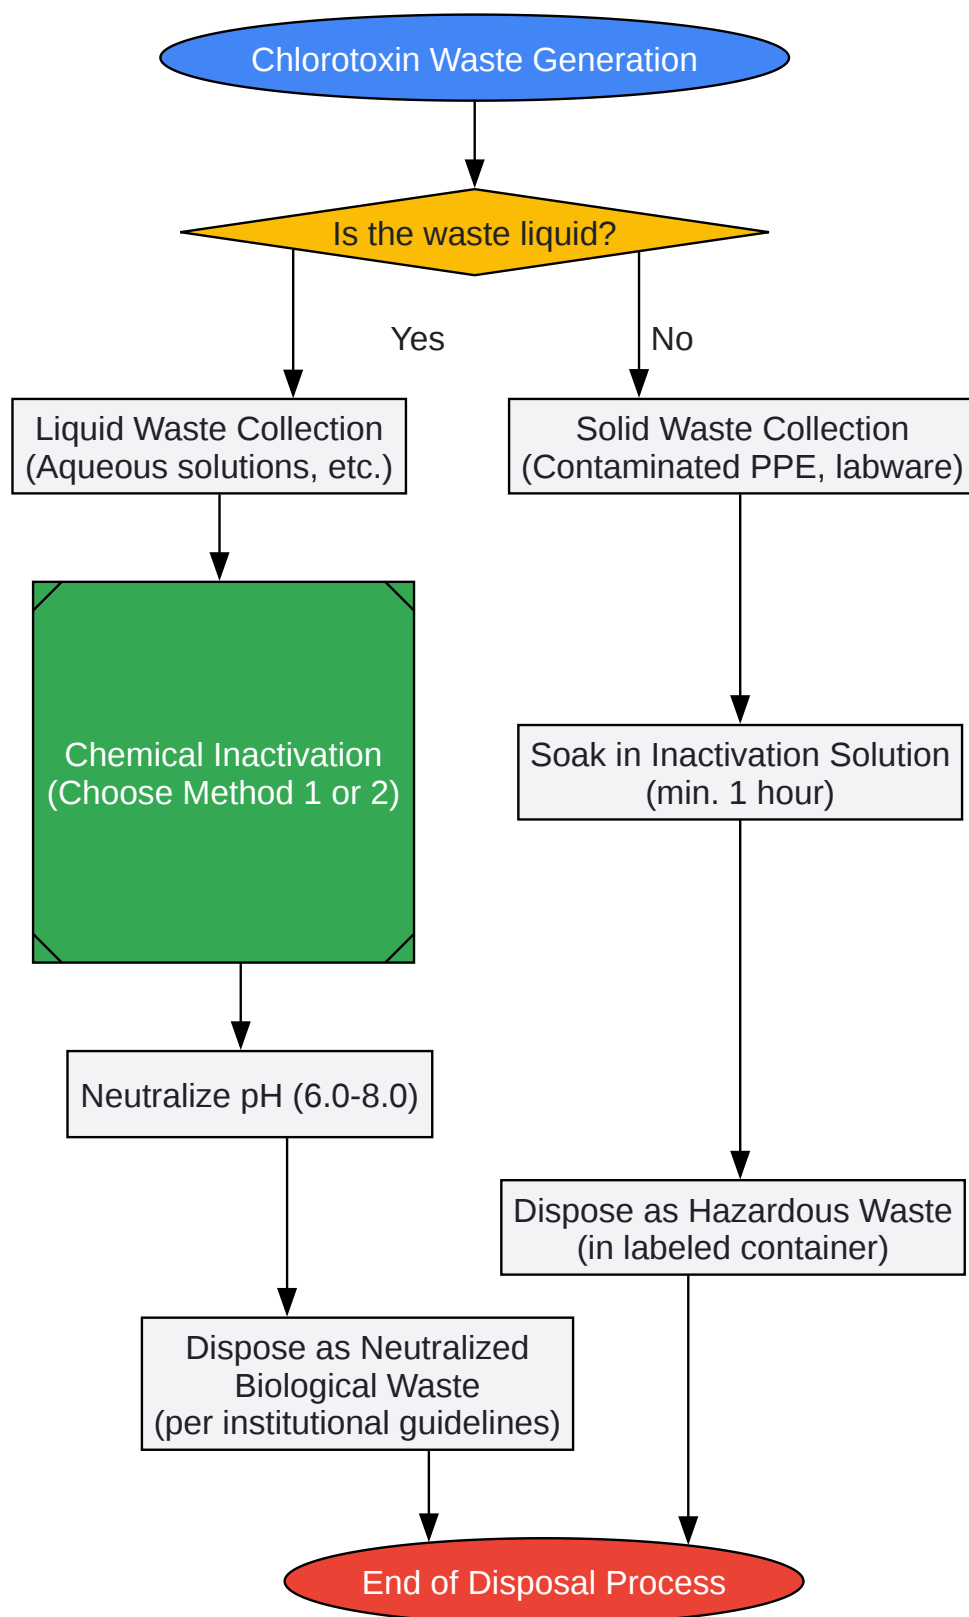 Chlorotoxin Waste Generation
Is the waste liquid?
Yes
No
Liquid Waste Collection
(Aqueous solutions, etc.)
Solid Waste Collection
(Contaminated PPE, labware)
Chemical Inactivation
(Choose Method 1 or 2)
Soak in Inactivation Solution
(min. 1 hour)
Neutralize pH (6.0-8.0)
Dispose as Hazardous Waste
(in labeled container)
Dispose as Neutralized
Biological Waste
(per institutional guidelines)
End of Disposal Process